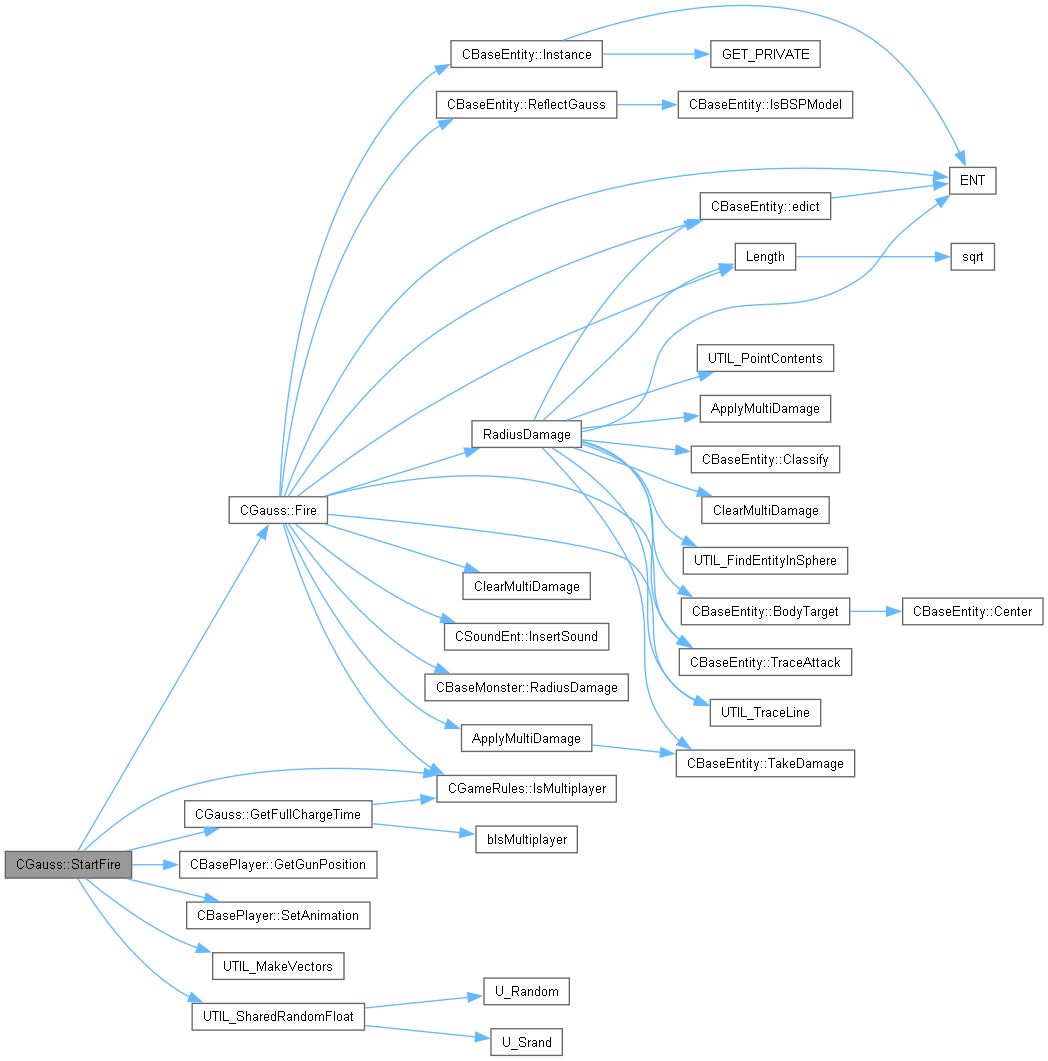 CBaseEntity::Instance
GET_PRIVATE
CBaseEntity::ReflectGauss
CBaseEntity::IsBSPModel
ENT
CBaseEntity::edict
Length
sqrt
UTIL_PointContents
ApplyMultiDamage
RadiusDamage
CBaseEntity::Classify
CGauss::Fire
ClearMultiDamage
UTIL_FindEntityInSphere
ClearMultiDamage
CBaseEntity::BodyTarget
CBaseEntity::Center
CSoundEnt::InsertSound
CBaseEntity::TraceAttack
CBaseMonster::RadiusDamage
UTIL_TraceLine
ApplyMultiDamage
CBaseEntity::TakeDamage
CGameRules::IsMultiplayer
CGauss::GetFullChargeTime
bIsMultiplayer
CGauss::StartFire
CBasePlayer::GetGunPosition
CBasePlayer::SetAnimation
UTIL_MakeVectors
U_Random
UTIL_SharedRandomFloat
U_Srand